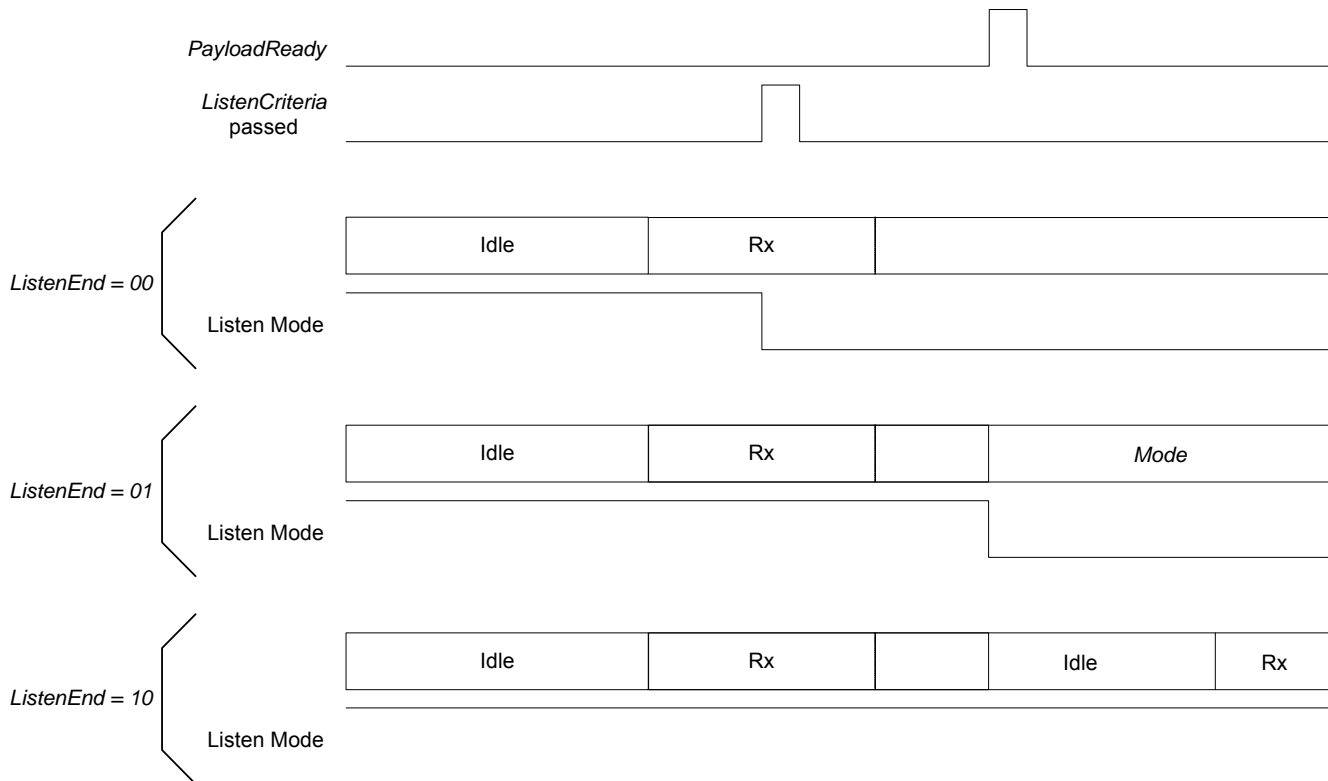 PayloadReady
ListenCriteria
passed
Idle Rx
ListenEnd = 00
Listen Mode
Idle Rx Mode
ListenEnd = 01
Listen Mode
Idle Rx Idle Rx
ListenEnd = 10
Listen Mode